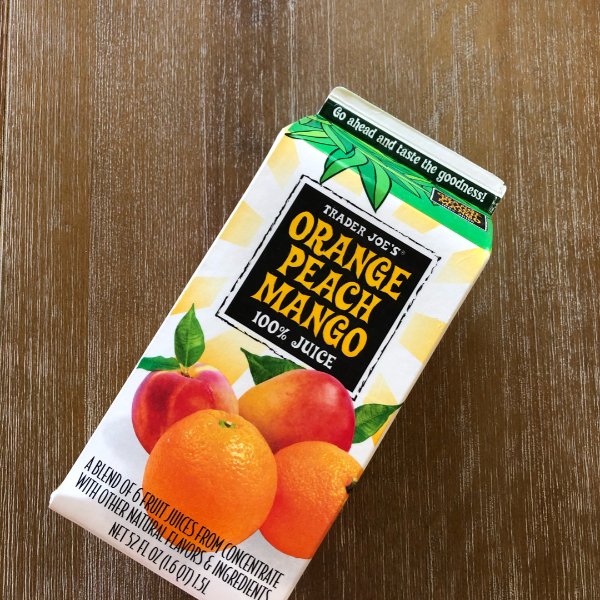 Go ahead and taste the goodness!
TRADER JOE'S®
ORANGE
PEACH
MANGO
100% JUICE
A BLEND OF 6 FRUIT JUICES FROM CONCENTRATE
WITH OTHER NATURAL FLAVORS & INGREDIENTS
NET 52 FL OZ (1.6 QT) 1.5L